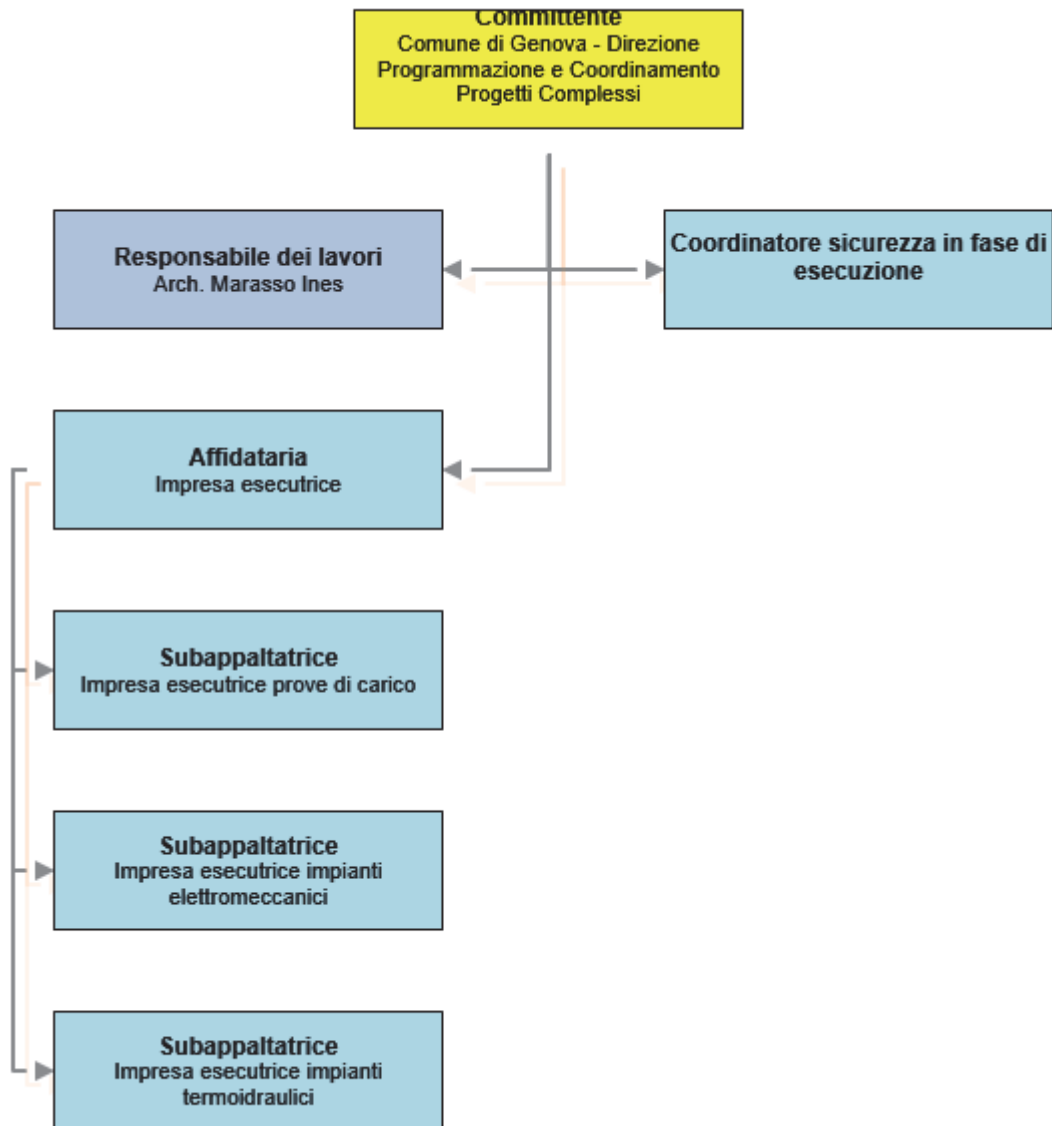 Committente
Comune di Genova - Direzione
Programmazione e Coordinamento
Progetti Complessi
Responsabile dei lavori
Arch. Marasso Ines
Coordinatore sicurezza in fase di
esecuzione
Affidataria
Impresa esecutrice
Subappaltatrice
Impresa esecutrice prove di carico
Subappaltatrice
Impresa esecutrice impianti
elettromeccanici
Subappaltatrice
Impresa esecutrice impianti
termoidraulici